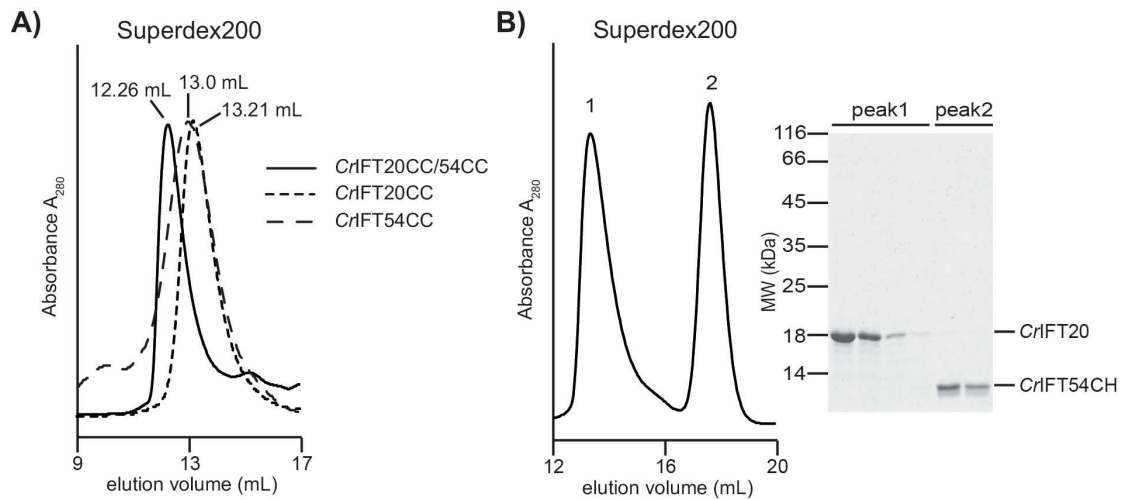 A)
Superdex200
12.26 mL
13.0 mL
13.21 mL
CrIFT20CC/54CC
CrIFT20CC
CrIFT54CC
Absorbance A280
9
13
17
elution volume (mL)
B)
Superdex200
1
2
Absorbance A280
12
16
20
elution volume (mL)
peak1
peak2
116
66
45
35
25
18
14
MW (kDa)
CrIFT20
CrIFT54CH